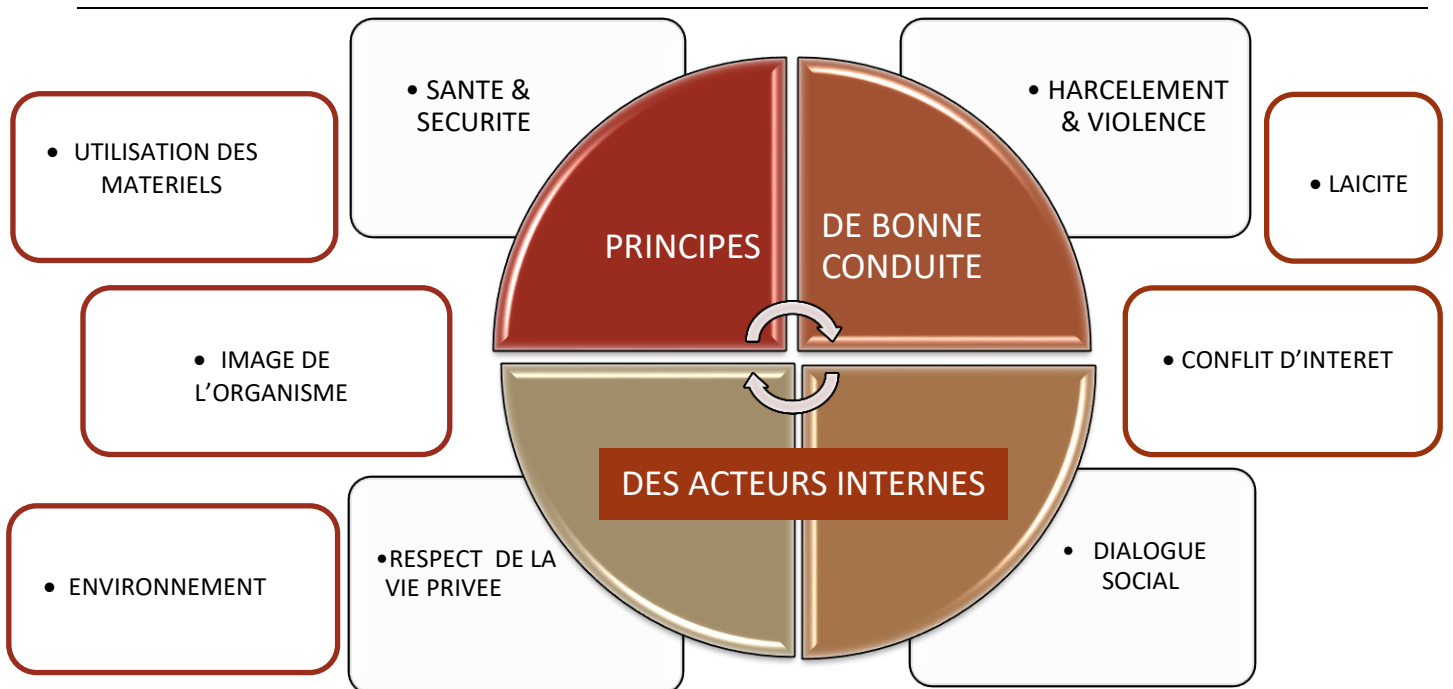 • SANTE &
SECURITE
• HARCELEMENT
& VIOLENCE
• UTILISATION DES
MATERIELS
• LAICITE
PRINCIPES
DE BONNE
CONDUITE
• IMAGE DE
L’ORGANISME
• CONFLIT D’INTERET
DES ACTEURS INTERNES
• ENVIRONNEMENT
•RESPECT DE LA
VIE PRIVEE
• DIALOGUE
SOCIAL